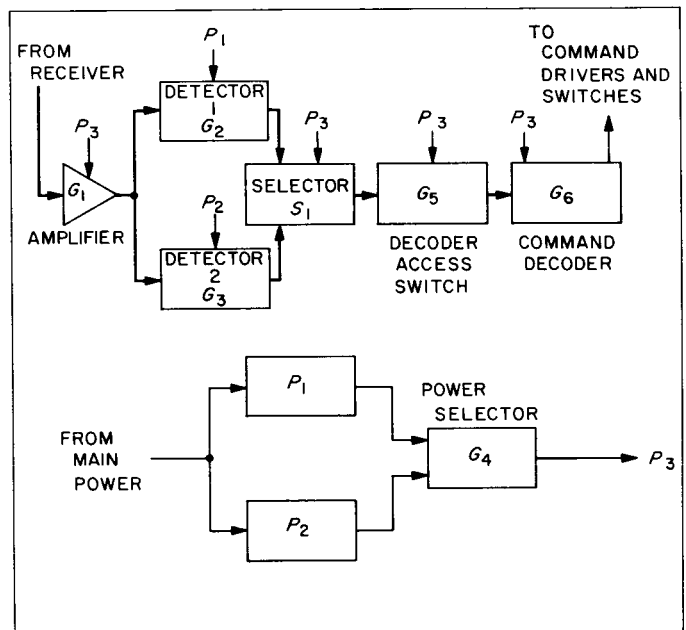 FROM
RECEIVER
P3
G1
AMPLIFIER
P1
DETECTOR
1
G2
P2
DETECTOR
2
G3
P3
SELECTOR
S1
P3
G5
DECODER
ACCESS
SWITCH
P3
G6
COMMAND
DECODER
TO
COMMAND
DRIVERS AND
SWITCHES
FROM
MAIN
POWER
P1
P2
POWER
SELECTOR
G4
P3